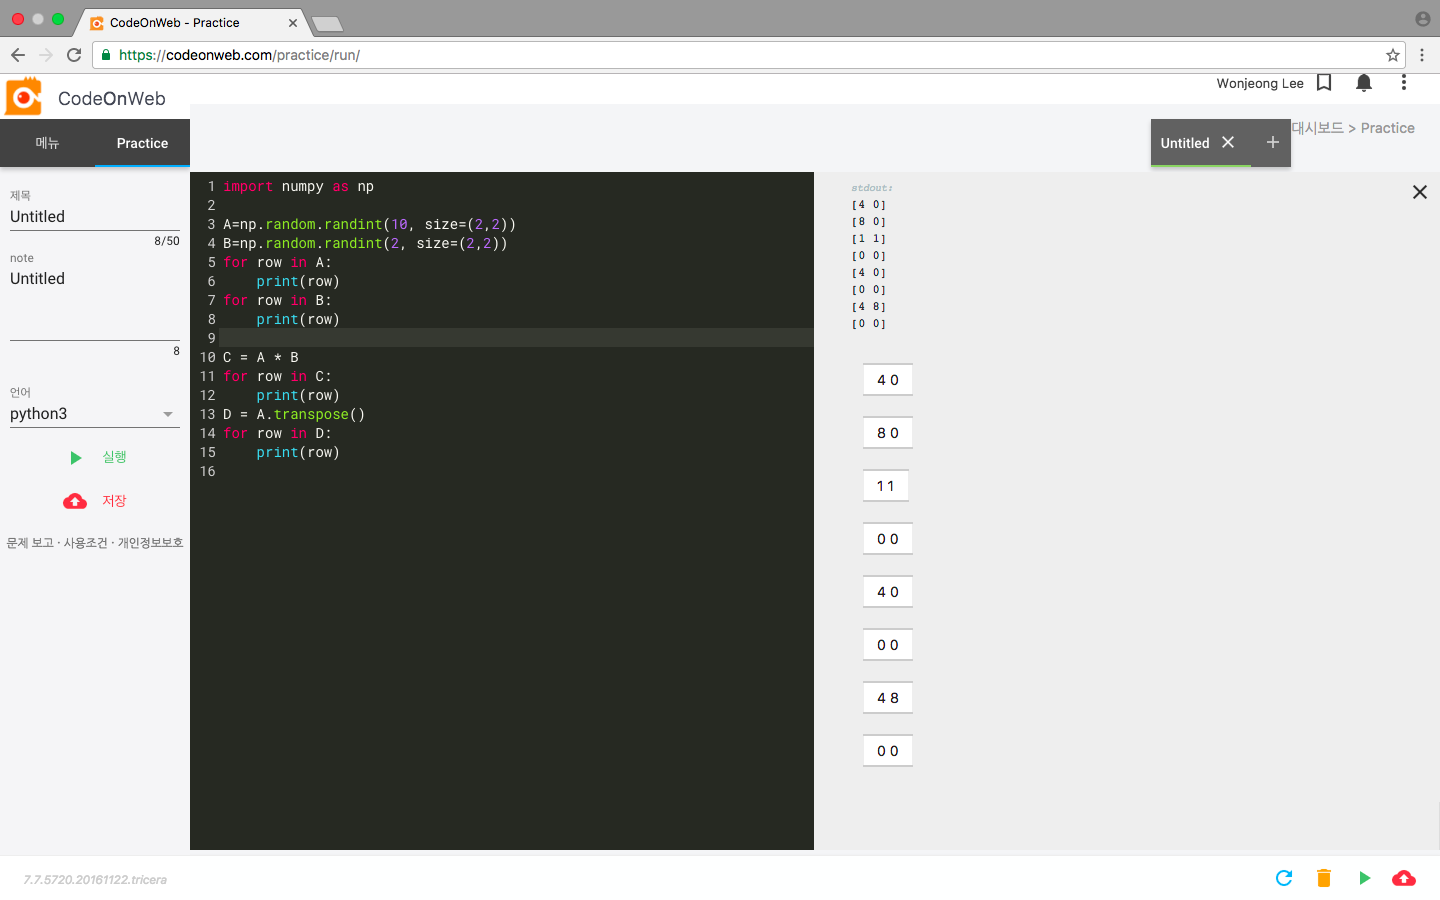 CodeOnWeb - Practice
https://codeonweb.com/practice/run/
CodeOnWeb
Wonjeong Lee
메뉴
Practice
Untitled
대시보드 > Practice
제목
Untitled
8/50
note
Untitled
8
언어
python3
실행
저장
문제 보고 · 사용조건 · 개인정보보호
1 import numpy as np
2
3 A=np.random.randint(10, size=(2,2))
4 B=np.random.randint(2, size=(2,2))
5 for row in A:
6     print(row)
7 for row in B:
8     print(row)
9
10 C = A * B
11 for row in C:
12     print(row)
13 D = A.transpose()
14 for row in D:
15     print(row)
16
stdout:
[4 0]
[8 0]
[1 1]
[0 0]
[4 0]
[0 0]
[4 8]
[0 0]
4 0
8 0
1 1
0 0
4 0
0 0
4 8
0 0
7.7.5720.20161122.tricera